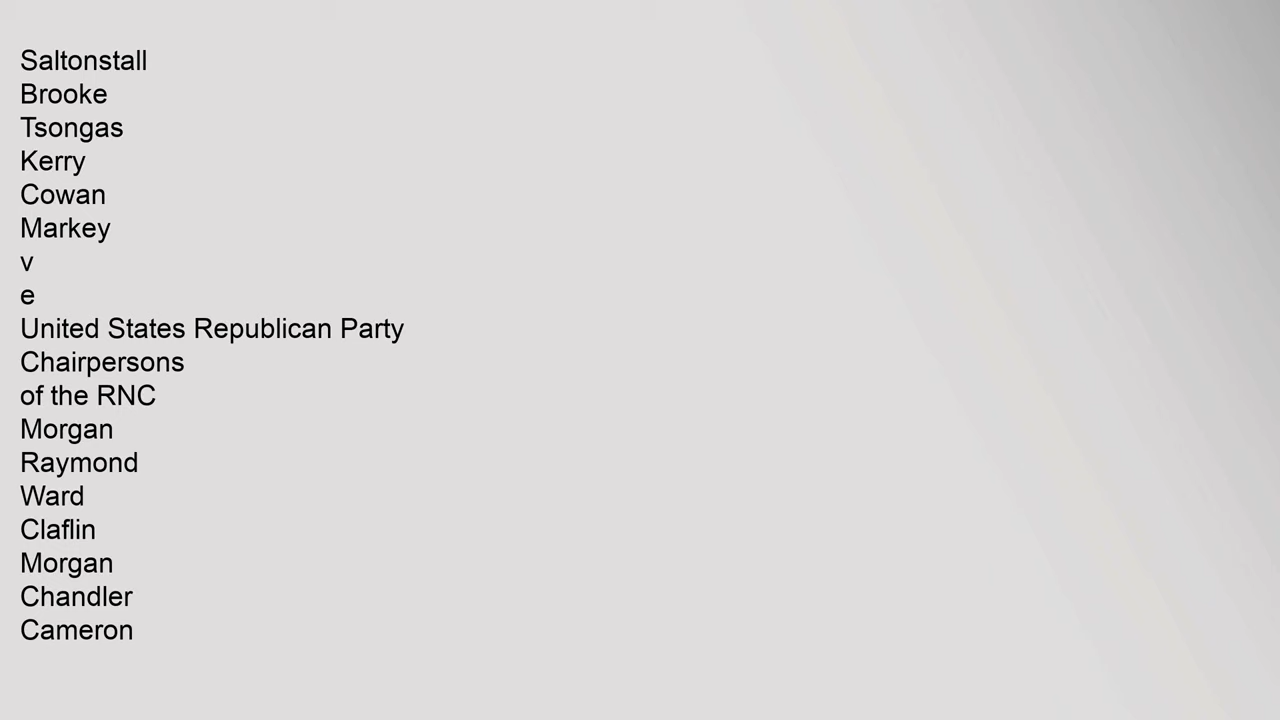 Saltonstall
Brooke
Tsongas
Kerry
Cowan
Markey
v
e
United States Republican Party
Chairpersons
of the RNC
Morgan
Raymond
Ward
Claflin
Morgan
Chandler
Cameron